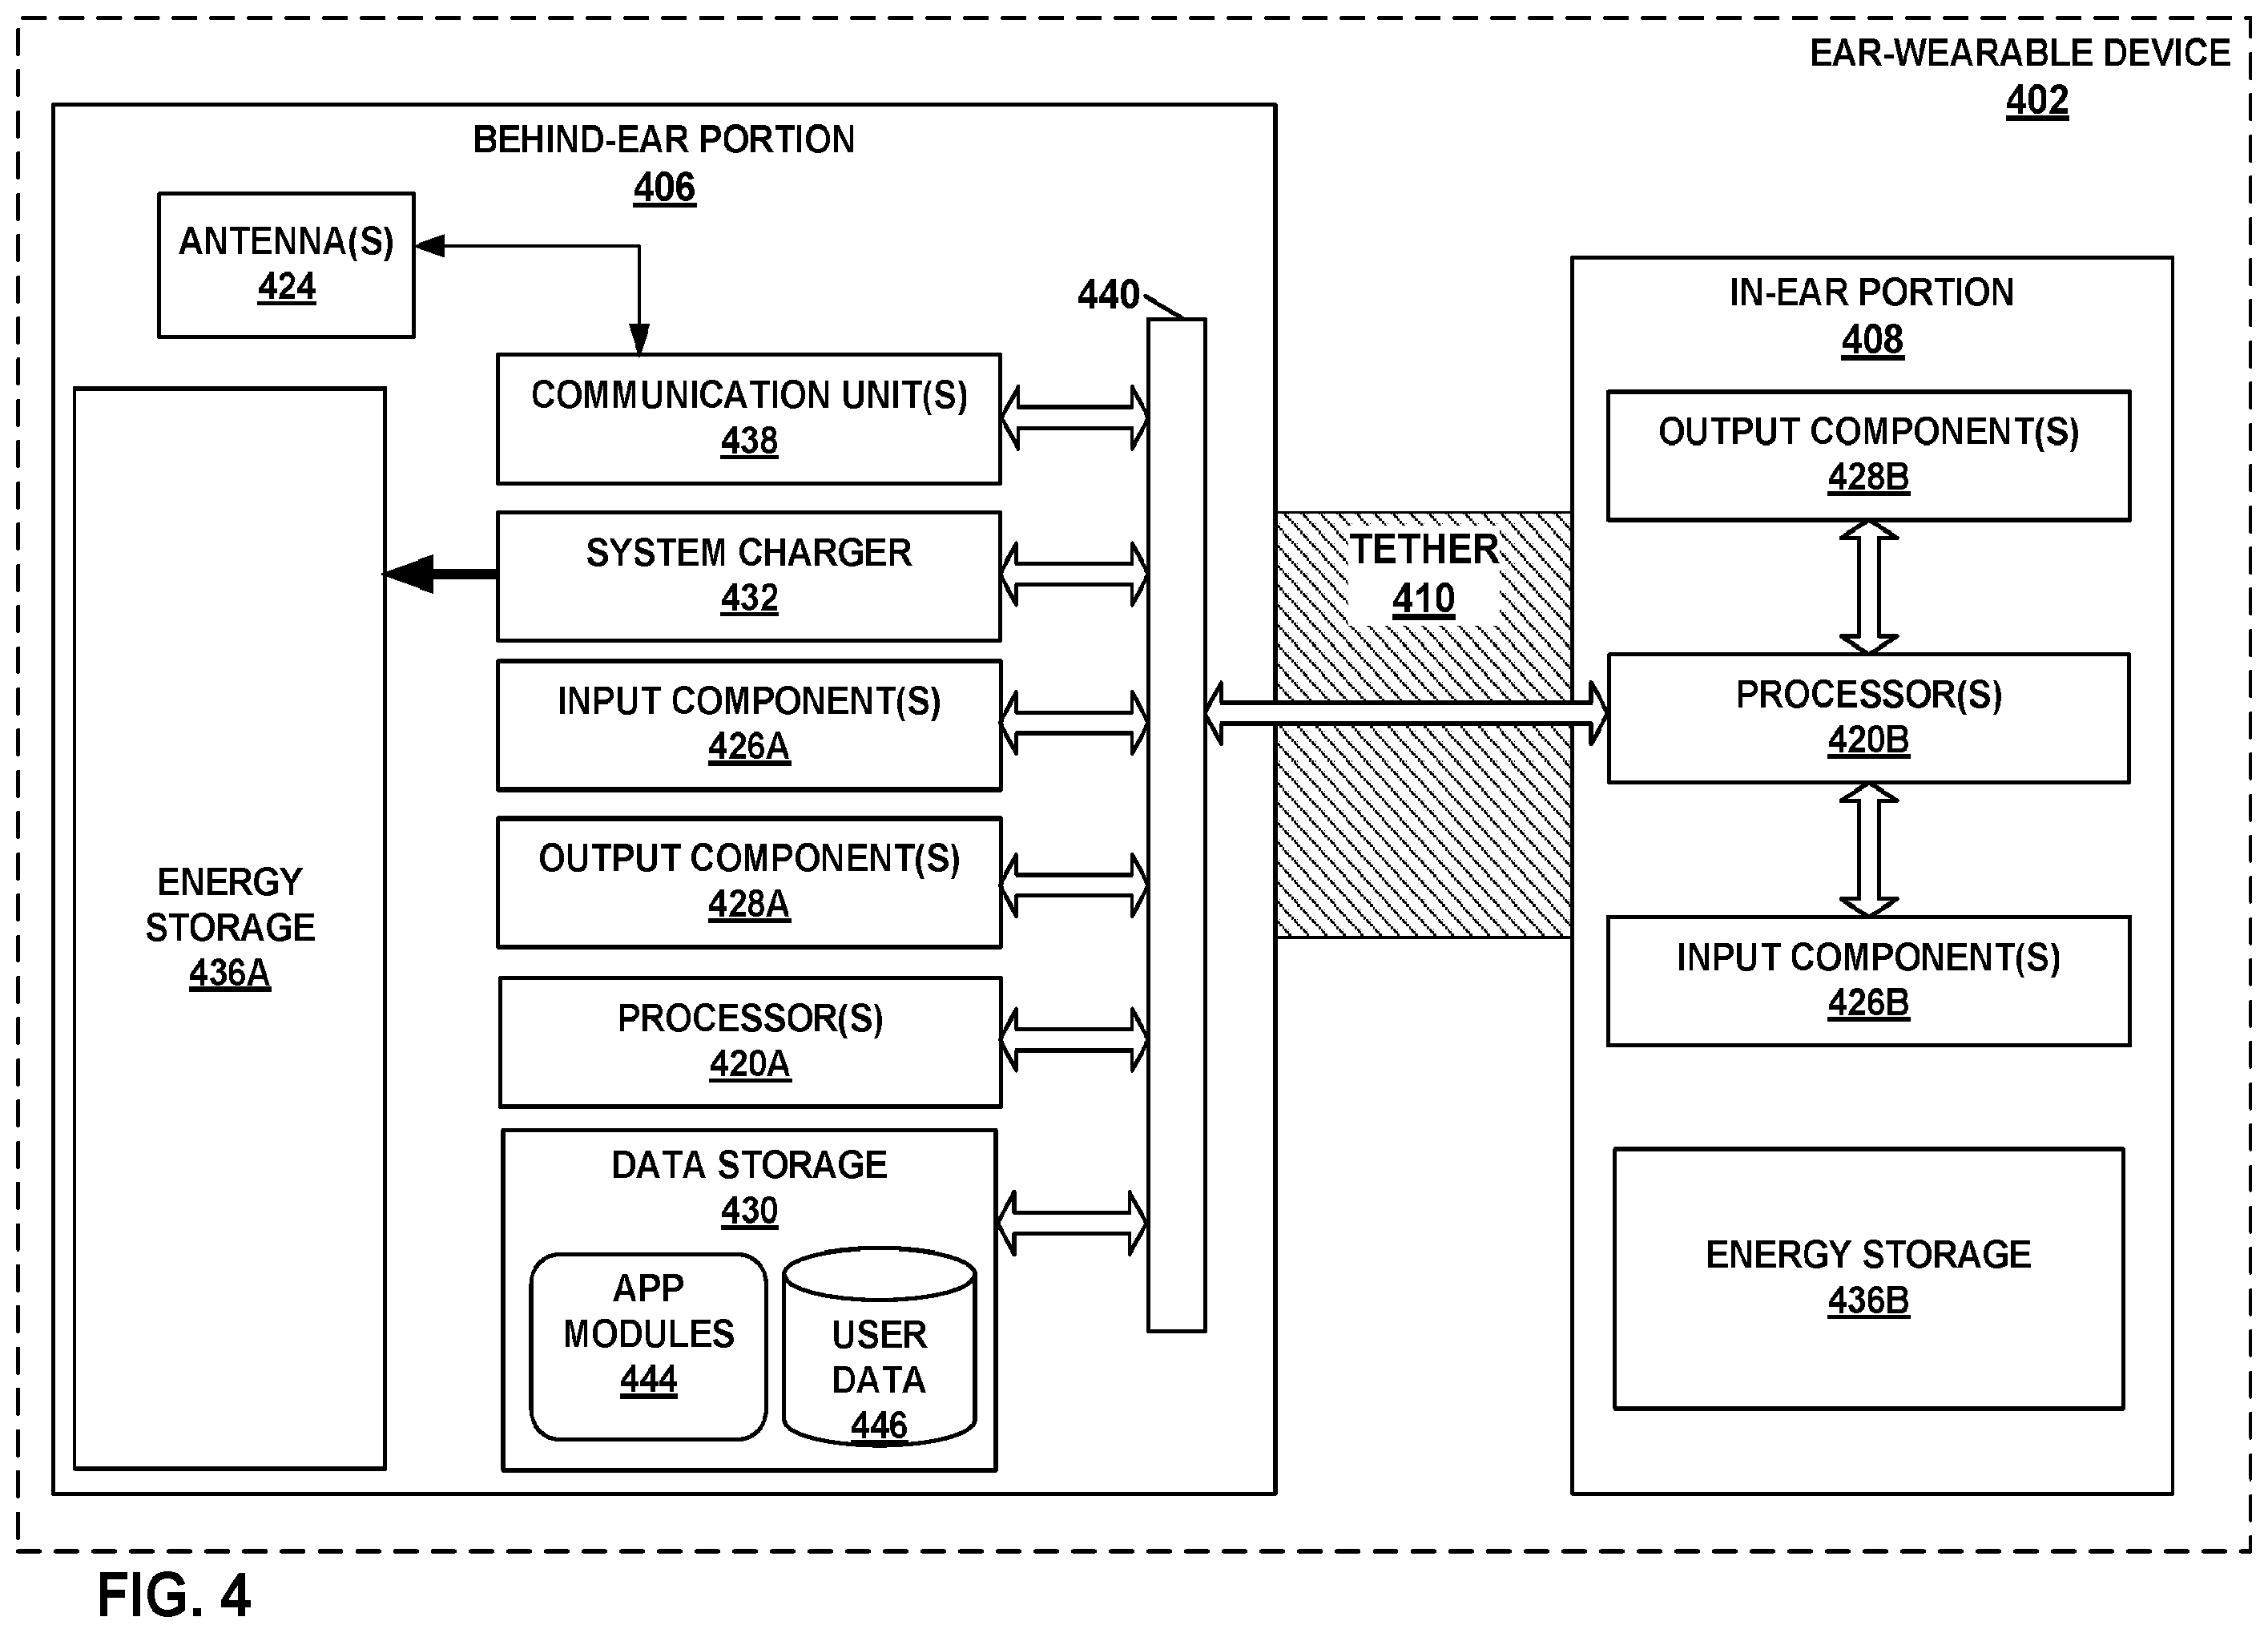 EAR-WEARABLE DEVICE
402
BEHIND-EAR PORTION
406
ANTENNA(S)
424
440
COMMUNICATION UNIT(S)
438
SYSTEM CHARGER
432
INPUT COMPONENT(S)
426A
OUTPUT COMPONENT(S)
428A
PROCESSOR(S)
420A
DATA STORAGE
430
APP
MODULES
444
USER
DATA
446
ENERGY
STORAGE
436A
TETHER
410
IN-EAR PORTION
408
OUTPUT COMPONENT(S)
428B
PROCESSOR(S)
420B
INPUT COMPONENT(S)
426B
ENERGY STORAGE
436B
FIG. 4